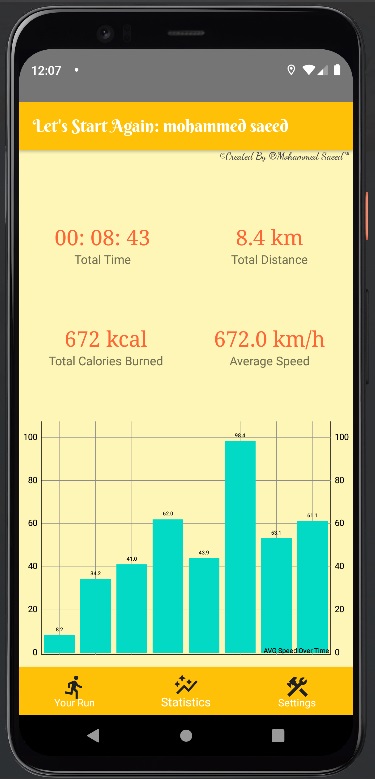 12:07
Let's Start Again: mohammed saeed
Created By ©Mohammed Saeed™
00: 08: 43
8.4 km
Total Time
Total Distance
672 kcal
672.0 km/h
Total Calories Burned
Average Speed
100
100
98.4
80
80
62.0
61.1
60
60
53.1
43.9
41.0
40
40
34.2
20
20
8.2
0
AVG Speed Over Time
0
Your Run
Statistics
Settings